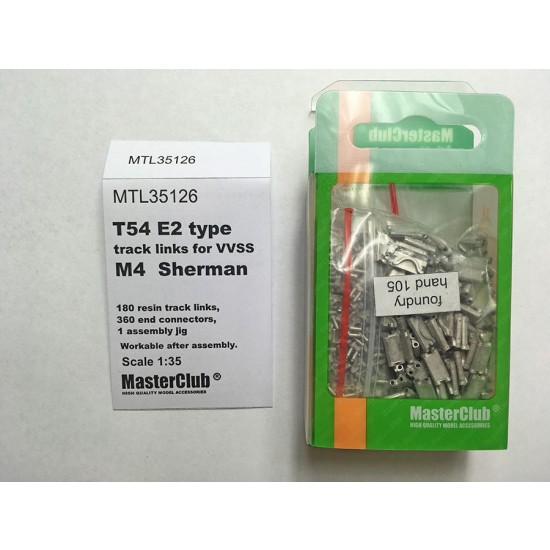 MTL35126
MTL35126
T54 E2 type
track links for VVSS
M4 Sherman
180 resin track links,
360 end connectors,
1 assembly jig
Workable after assembly.
Scale 1:35
MasterClub®
HIGH QUALITY MODEL ACCESSORIES
MasterClub
foundry
hand 105
MasterClub®
HIGH QUALITY MODEL ACCESSORIES